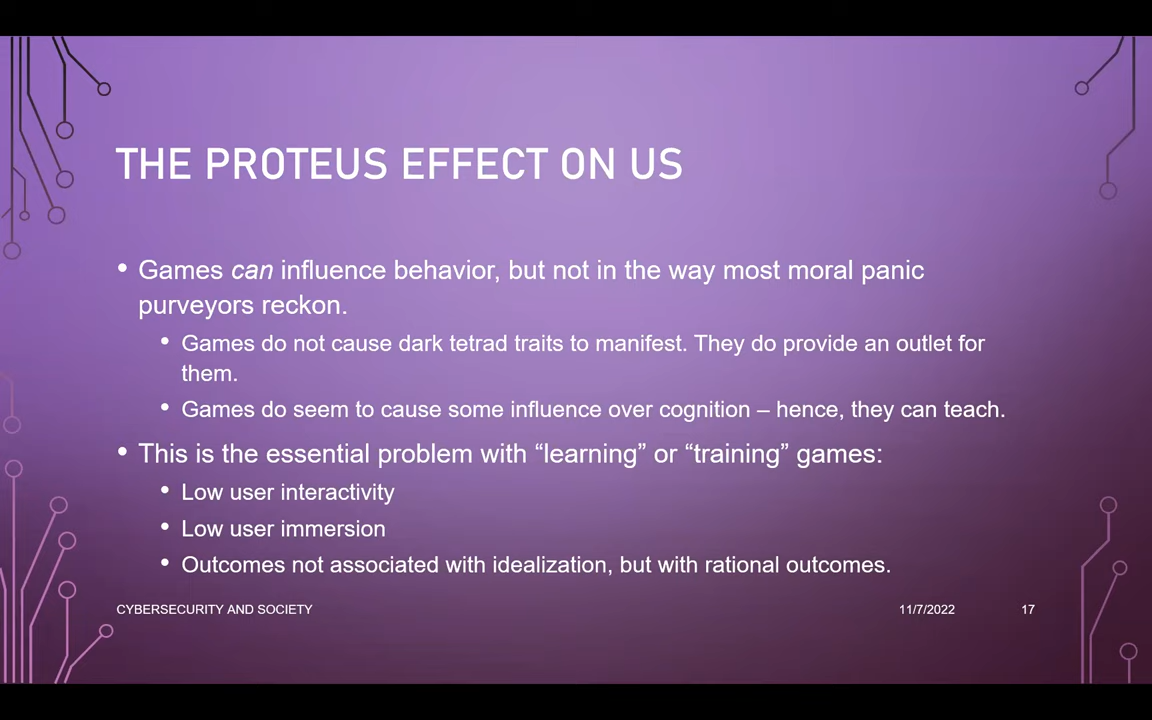 THE PROTEUS EFFECT ON US
• Games can influence behavior, but not in the way most moral panic
purveyors reckon.
• Games do not cause dark tetrad traits to manifest. They do provide an outlet for
them.
• Games do seem to cause some influence over cognition – hence, they can teach.
• This is the essential problem with “learning” or “training” games:
• Low user interactivity
• Low user immersion
• Outcomes not associated with idealization, but with rational outcomes.
CYBERSECURITY AND SOCIETY 11/7/2022 17